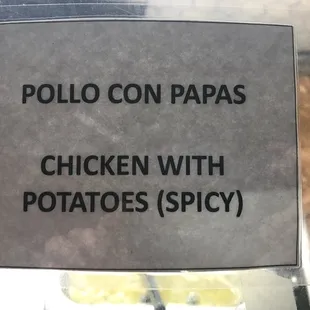 POLLO CON PAPAS
CHICKEN WITH
POTATOES (SPICY)